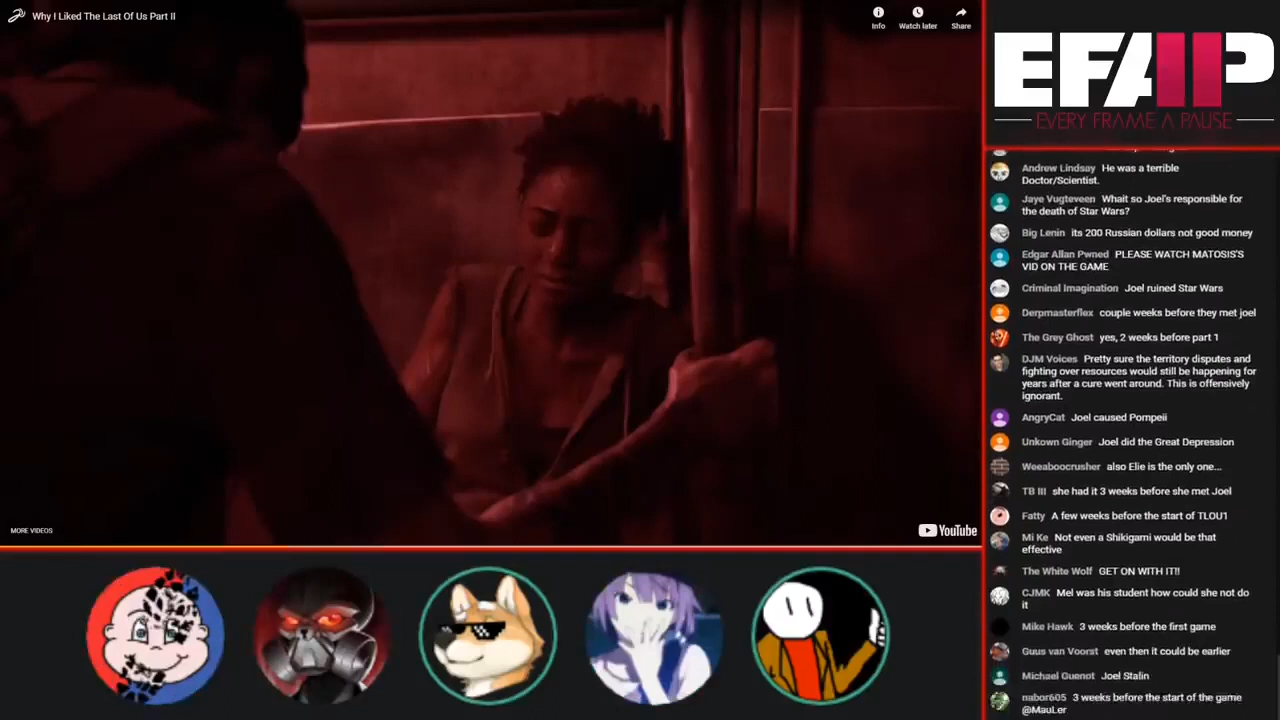 Why I Liked The Last Of Us Part II
Info
Watch later
Share
MORE VIDEOS
YouTube
EFAP
EVERY FRAME A PAUSE
Andrew Lindsay He was a terrible
Doctor/Scientist.
Jaye Vugteveen Whait so Joel's responsible for
the death of Star Wars?
Big Lenin its 200 Russian dollars not good money
Edgar Allan Pwned PLEASE WATCH MATOSIS'S
VID ON THE GAME
Criminal Imagination Joel ruined Star Wars
Derpmasterflex couple weeks before they met joel
The Grey Ghost yes, 2 weeks before part 1
DJM Voices Pretty sure the territory disputes and
fighting over resources would still be happening for
years after a cure went around. This is offensively
ignorant.
AngryCat Joel caused Pompeii
Unkown Ginger Joel did the Great Depression
Weeaboocrusher also Elie is the only one...
TB III she had it 3 weeks before she met Joel
Fatty A few weeks before the start of TLOU1
Mi Ke Not even a Shikigami would be that
effective
The White Wolf GET ON WITH IT!!
CJMK Mel was his student how could she not do
it
Mike Hawk 3 weeks before the first game
Guus van Voorst even then it could be earlier
Michael Guenot Joel Stalin
nabor605 3 weeks before the start of the game
@MauLer